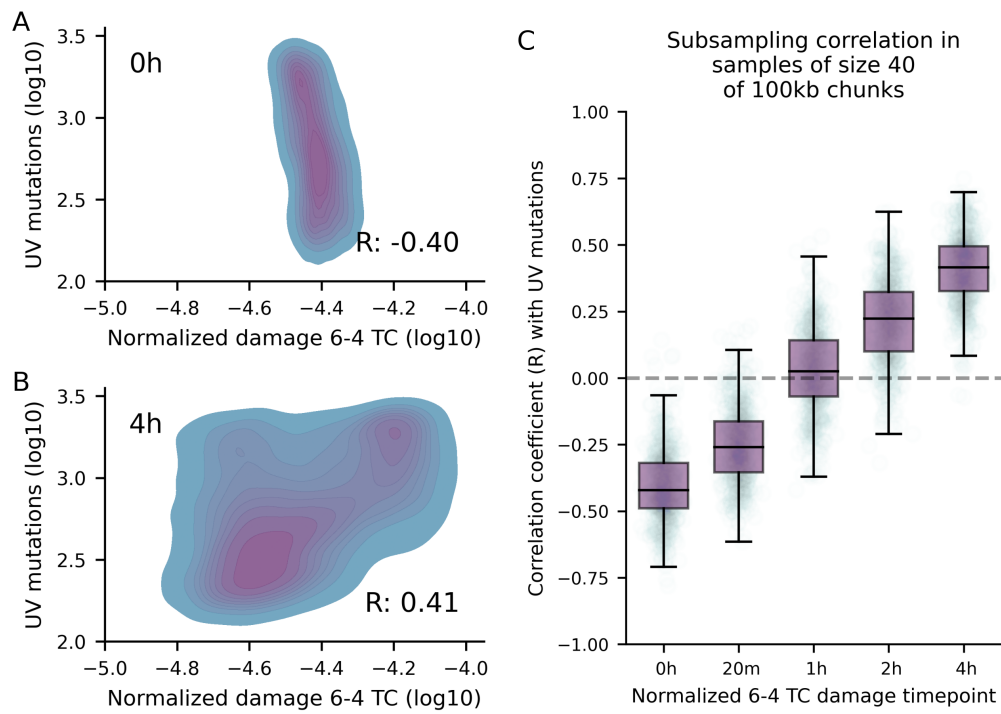 A
3.5
3.0
2.5
2.0
UV mutations (log10)
0h
R: -0.40
−5.0 −4.8 −4.6 −4.4 −4.2 −4.0
Normalized damage 6-4 TC (log10)
B
3.5
3.0
2.5
2.0
UV mutations (log10)
4h
R: 0.41
−5.0 −4.8 −4.6 −4.4 −4.2 −4.0
Normalized damage 6-4 TC (log10)
C
Subsampling correlation in
samples of size 40
of 100kb chunks
1.00
0.75
0.50
0.25
0.00
−0.25
−0.50
−0.75
−1.00
Correlation coefficient (R) with UV mutations
0h 20m 1h 2h 4h
Normalized 6-4 TC damage timepoint